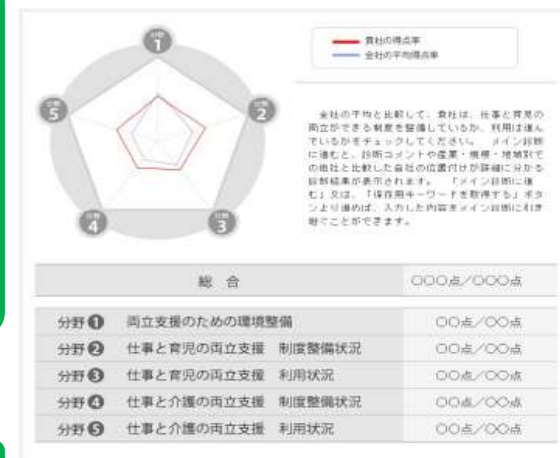 分野
1
分野
2
分野
3
分野
4
分野
5
貴社の得点率
全社の平均得点率
全社の平均と比較して、貴社は、仕事と育児の
両立ができる制度を整備しているか、利用は進ん
でいるかをチェックしてください。 メイン診断
に進むと、診断コメントや産業・規模・地域別で
の他社と比較した自社の位置付けが詳細に分かる
診断結果が表示されます。 「メイン診断に進
む」又は、「保存用キーワードを取得する」ボタ
ンより進めば、入力した内容をメイン診断に引き
継ぐことができます。
総 合 〇〇〇点/〇〇〇点
分野❶ 両立支援のための環境整備 〇〇点/〇〇点
分野❷ 仕事と育児の両立支援 制度整備状況 〇〇点/〇〇点
分野❸ 仕事と育児の両立支援 利用状況 〇〇点/〇〇点
分野❹ 仕事と介護の両立支援 制度整備状況 〇〇点/〇〇点
分野❺ 仕事と介護の両立支援 利用状況 〇〇点/〇〇点